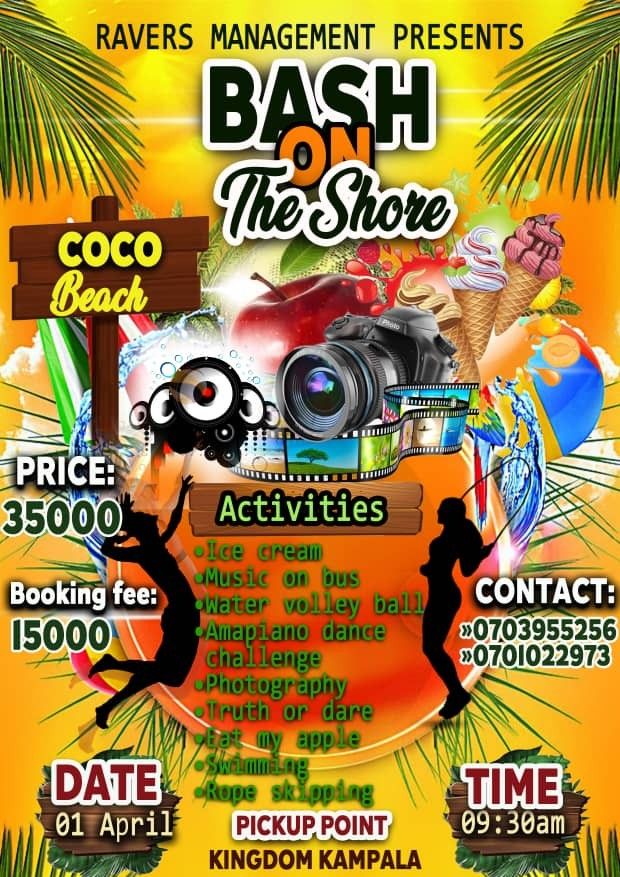 RAVERS MANAGEMENT PRESENTS
BASH
ON
The Shore
COCO
Beach
Photo
PRICE:
35000
Activities
•Ice cream
•Music on bus
•Water volley ball
•Amapiano dance
challenge
•Photography
•Truth or dare
•Eat my apple
•Swimming
•Rope skipping
Booking fee:
15000
CONTACT:
»0703955256
»0701022973
DATE
01 April
TIME
09:30am
PICKUP POINT
KINGDOM KAMPALA